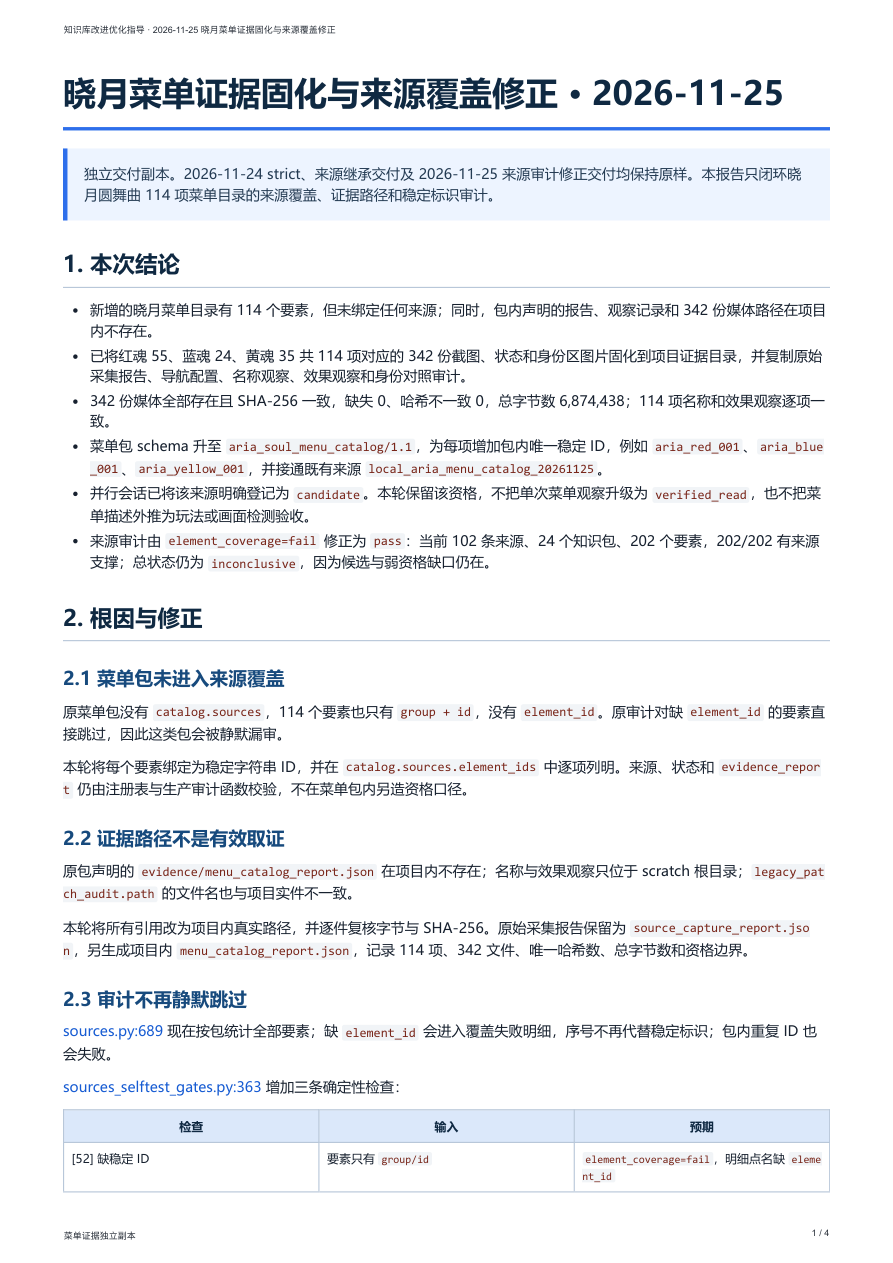 知识库改进优化指导 · 2026-11-25 晓月菜单证据固化与来源覆盖修正
晓月菜单证据固化与来源覆盖修正 • 2026-11-25
独立交付副本。2026-11-24 strict、来源继承交付及 2026-11-25 来源审计修正交付均保持原样。本报告只闭环晓
月圆舞曲 114 项菜单目录的来源覆盖、证据路径和稳定标识审计。
1. 本次结论
• 新增的晓月菜单目录有 114 个要素，但未绑定任何来源；同时，包内声明的报告、观察记录和 342 份媒体路径在项目
内不存在。
• 已将红魂 55、蓝魂 24、黄魂 35 共 114 项对应的 342 份截图、状态和身份区图片固化到项目证据目录，并复制原始
采集报告、导航配置、名称观察、效果观察和身份对照审计。
• 342 份媒体全部存在且 SHA-256 一致，缺失 0、哈希不一致 0，总字节数 6,874,438；114 项名称和效果观察逐项一
致。
• 菜单包 schema 升至 aria_soul_menu_catalog/1.1，为每项增加包内唯一稳定 ID，例如 aria_red_001、aria_blue
_001、aria_yellow_001，并接通既有来源 local_aria_menu_catalog_20261125。
• 并行会话已将该来源明确登记为 candidate。本轮保留该资格，不把单次菜单观察升级为 verified_read，也不把菜
单描述外推为玩法或画面检测验收。
• 来源审计由 element_coverage=fail 修正为 pass：当前 102 条来源、24 个知识包、202 个要素，202/202 有来源
支撑；总状态仍为 inconclusive，因为候选与弱资格缺口仍在。
2. 根因与修正
2.1 菜单包未进入来源覆盖
原菜单包没有 catalog.sources，114 个要素也只有 group + id，没有 element_id。原审计对缺 element_id 的要素直
接跳过，因此这类包会被静默漏审。
本轮将每个要素绑定为稳定字符串 ID，并在 catalog.sources.element_ids 中逐项列明。来源、状态和 evidence_repor
t 仍由注册表与生产审计函数校验，不在菜单包内另造资格口径。
2.2 证据路径不是有效取证
原包声明的 evidence/menu_catalog_report.json 在项目内不存在；名称与效果观察只位于 scratch 根目录；legacy_pat
ch_audit.path 的文件名也与项目实件不一致。
本轮将所有引用改为项目内真实路径，并逐件复核字节与 SHA-256。原始采集报告保留为 source_capture_report.jso
n，另生成项目内 menu_catalog_report.json，记录 114 项、342 文件、唯一哈希数、总字节数和资格边界。
2.3 审计不再静默跳过
sources.py:689 现在按包统计全部要素；缺 element_id 会进入覆盖失败明细，序号不再代替稳定标识；包内重复 ID 也
会失败。
sources_selftest_gates.py:363 增加三条确定性检查：
检查 输入 预期
[52] 缺稳定 ID 要素只有 group/id element_coverage=fail，明细点名缺 eleme
nt_id
菜单证据独立副本
1 / 4